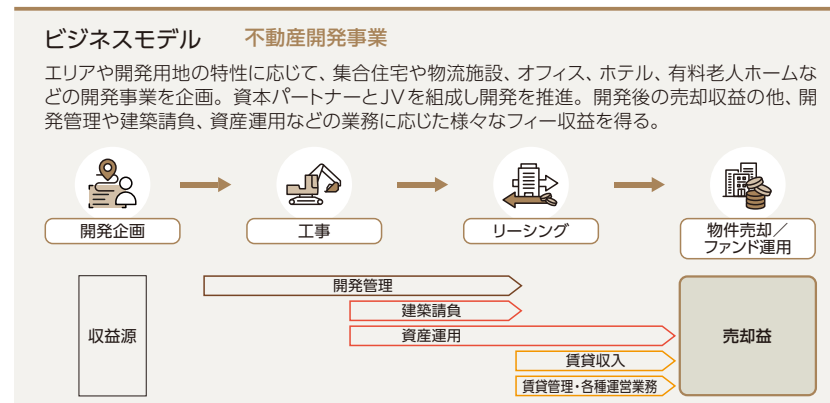 ビジネスモデル 不動産開発事業
エリアや開発用地の特性に応じて、集合住宅や物流施設、オフィス、ホテル、有料老人ホームな
どの開発事業を企画。資本パートナーとJVを組成し開発を推進。開発後の売却収益の他、開
発管理や建築請負、資産運用などの業務に応じた様々なフィー収益を得る。
開発企画
工事
リーシング
物件売却／
ファンド運用
収益源
開発管理
建築請負
資産運用
賃貸収入
賃貸管理・各種運営業務
売却益